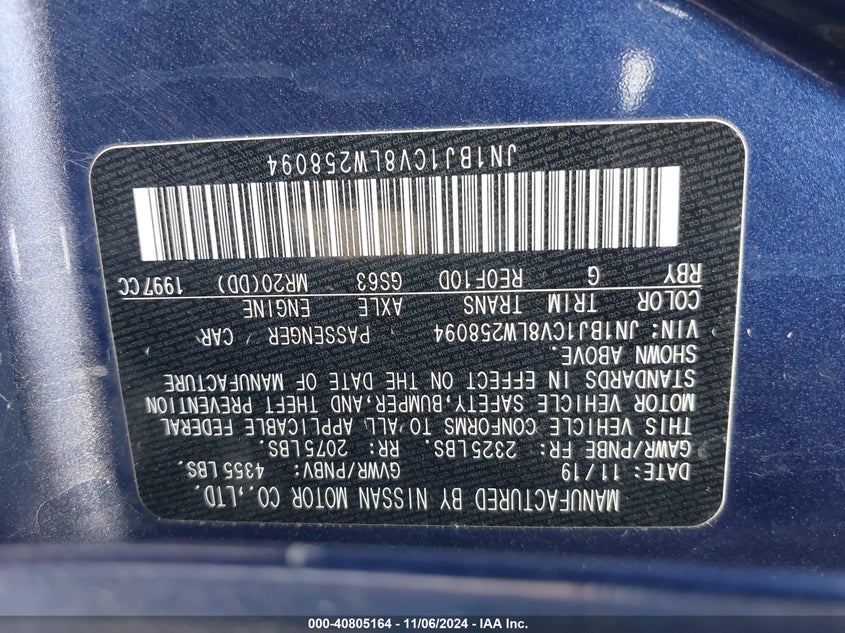 MANUFACTURED BY NISSAN MOTOR CO.,LTD.
DATE: 11/19 GVWR/PNBV: 4355 LBS.
GAWR/PNBE FR: 2325LBS. RR: 2075LBS.
THIS VEHICLE CONFORMS TO ALL APPLICABLE FEDERAL
MOTOR VEHICLE SAFETY,BUMPER,AND THEFT PREVENTION
STANDARDS IN EFFECT ON THE DATE OF MANUFACTURE
SHOWN ABOVE.
VIN: JN1BJ1CV8LW258094 PASSENGER CAR
COLOR TRIM TRANS AXLE ENGINE
RBY G RE0F10D GS63 MR20(DD) 1997CC
JN1BJ1CV8LW258094
000-40805164 - 11/06/2024 - IAA Inc.